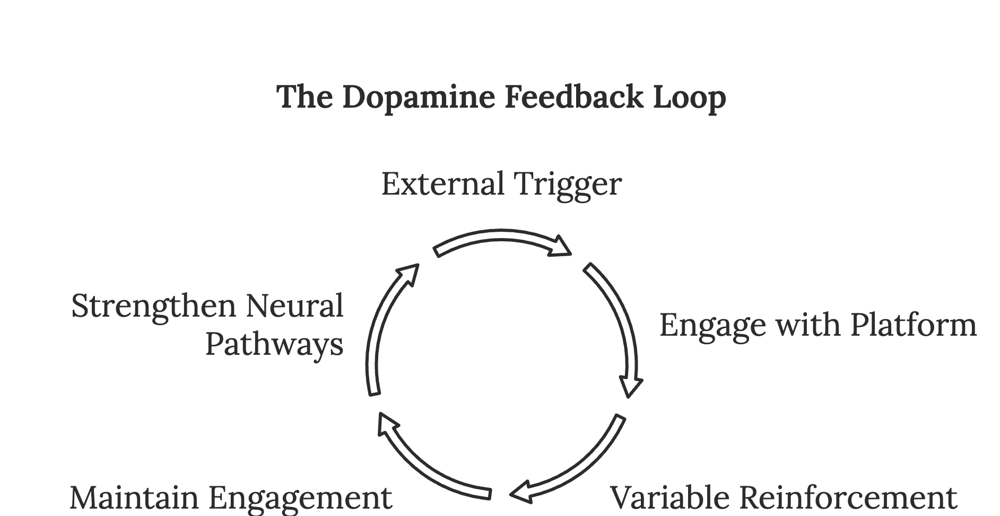 The Dopamine Feedback Loop
External Trigger
Engage with Platform
Variable Reinforcement
Maintain Engagement
Strengthen Neural
Pathways